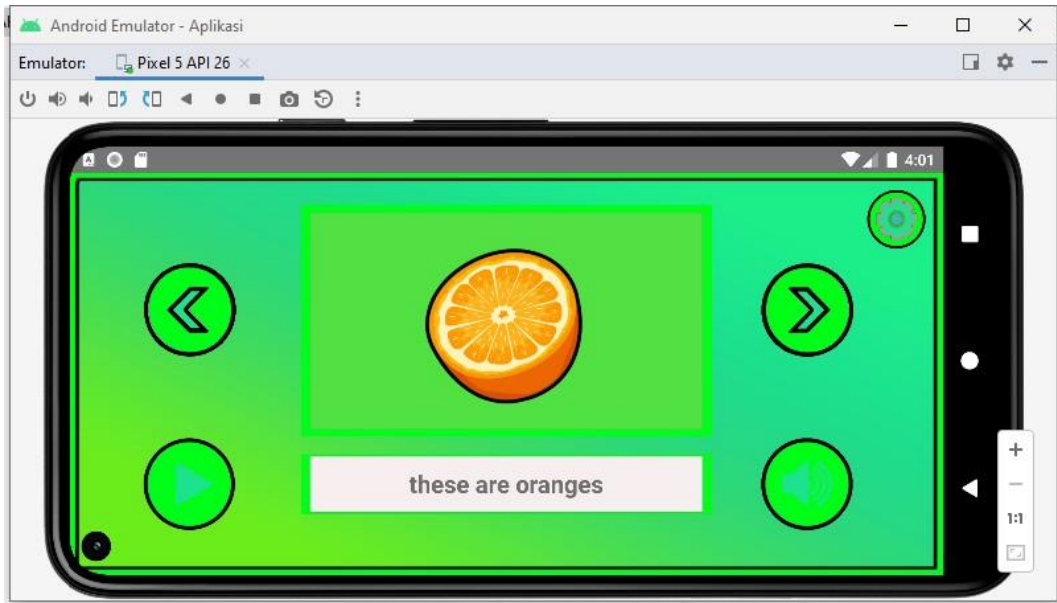 Android Emulator - Aplikasi
Emulator: Pixel 5 API 26
4:01
these are oranges
1:1